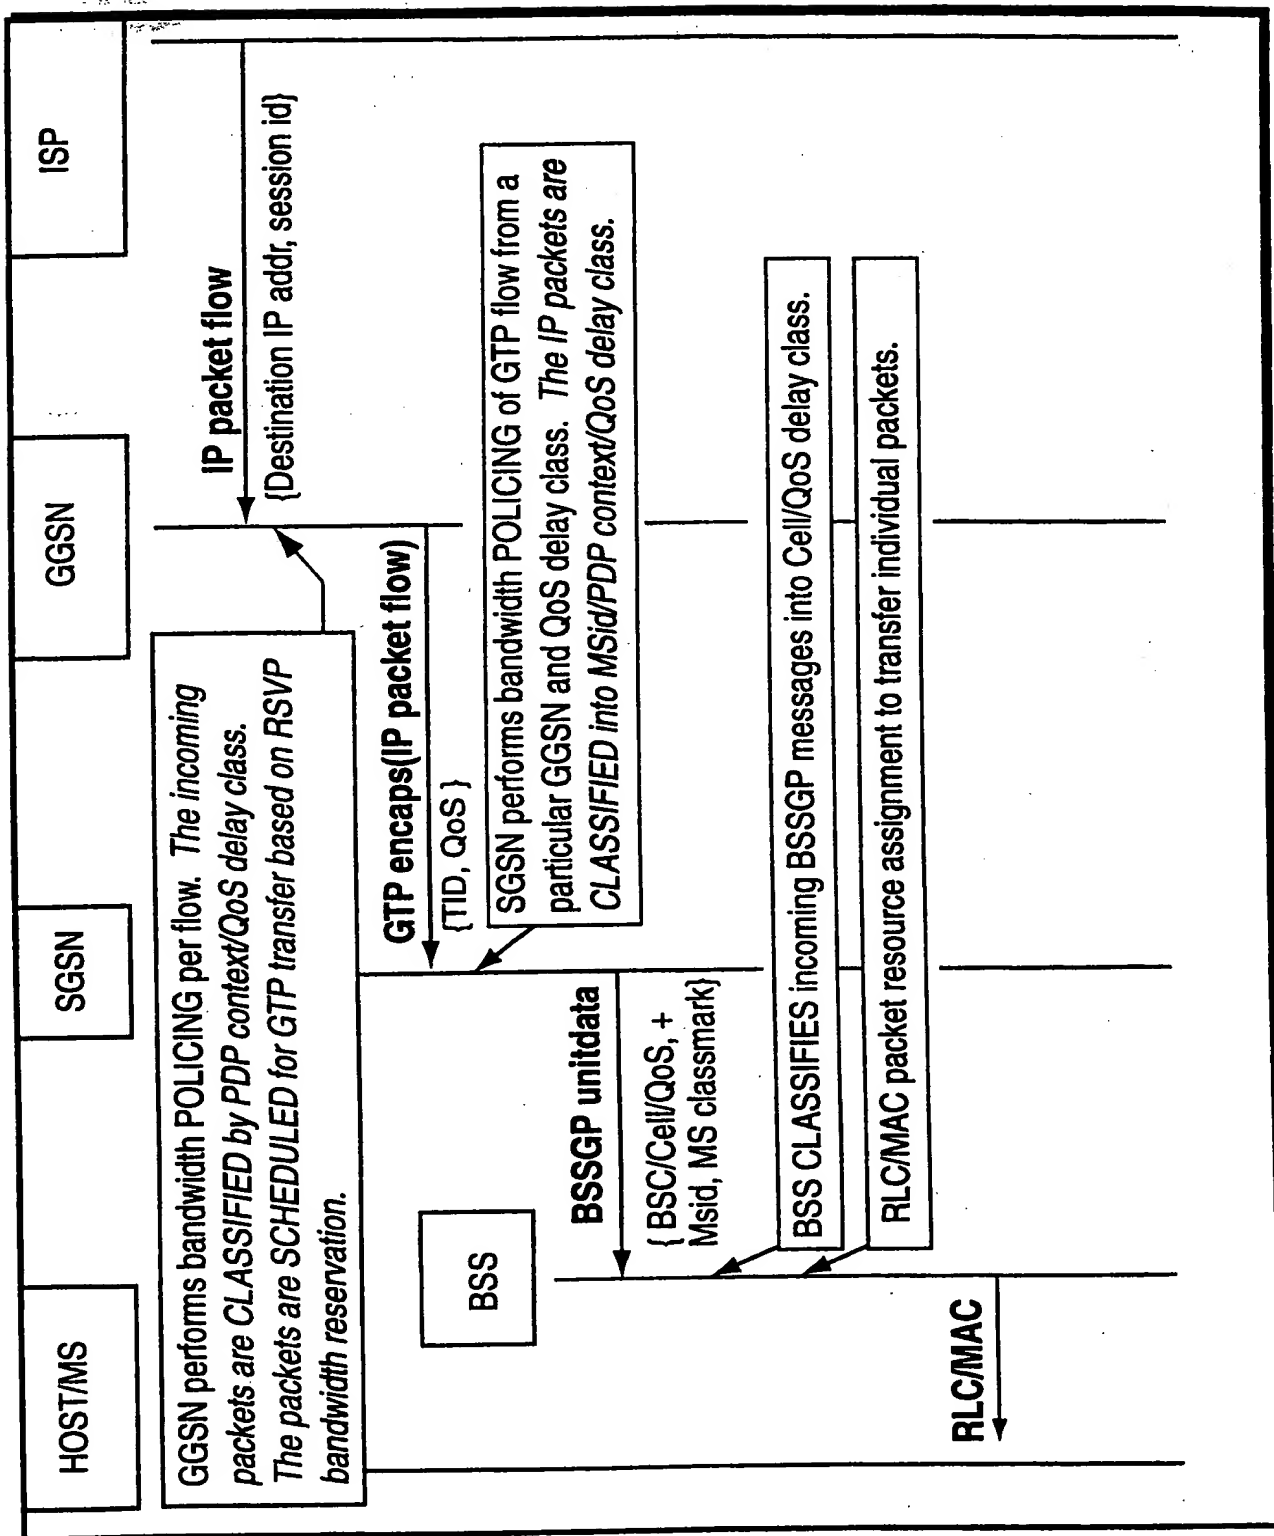 HOST/MS
SGSN
GGSN
ISP
GGSN performs bandwidth POLICING per flow. The incoming
packets are CLASSIFIED by PDP context/QoS delay class.
The packets are SCHEDULED for GTP transfer based on RSVP
bandwidth reservation.
IP packet flow
{Destination IP addr, session id}
GTP encaps(IP packet flow)
{TID, QoS }
BSS
SGSN performs bandwidth POLICING of GTP flow from a
particular GGSN and QoS delay class. The IP packets are
CLASSIFIED into MSid/PDP context/QoS delay class.
BSSGP unitdata
{ BSC/Cell/QoS, +
Msid, MS classmark}
BSS CLASSIFIES incoming BSSGP messages into Cell/QoS delay class.
RLC/MAC packet resource assignment to transfer individual packets.
RLC/MAC